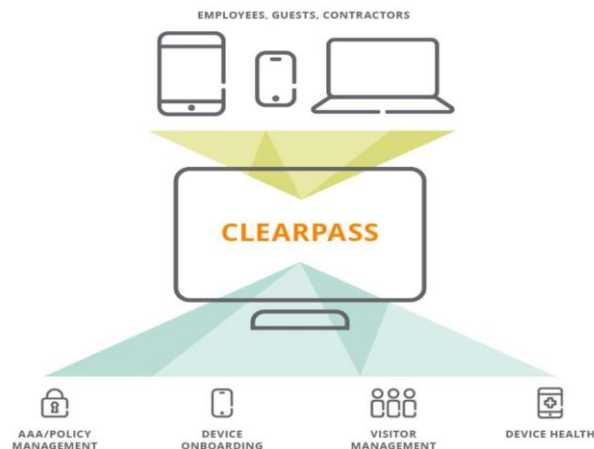 EMPLOYEES, GUESTS, CONTRACTORS
CLEARPASS
AAA/POLICY
MANAGEMENT
DEVICE
ONBOARDING
VISITOR
MANAGEMENT
DEVICE HEALTH